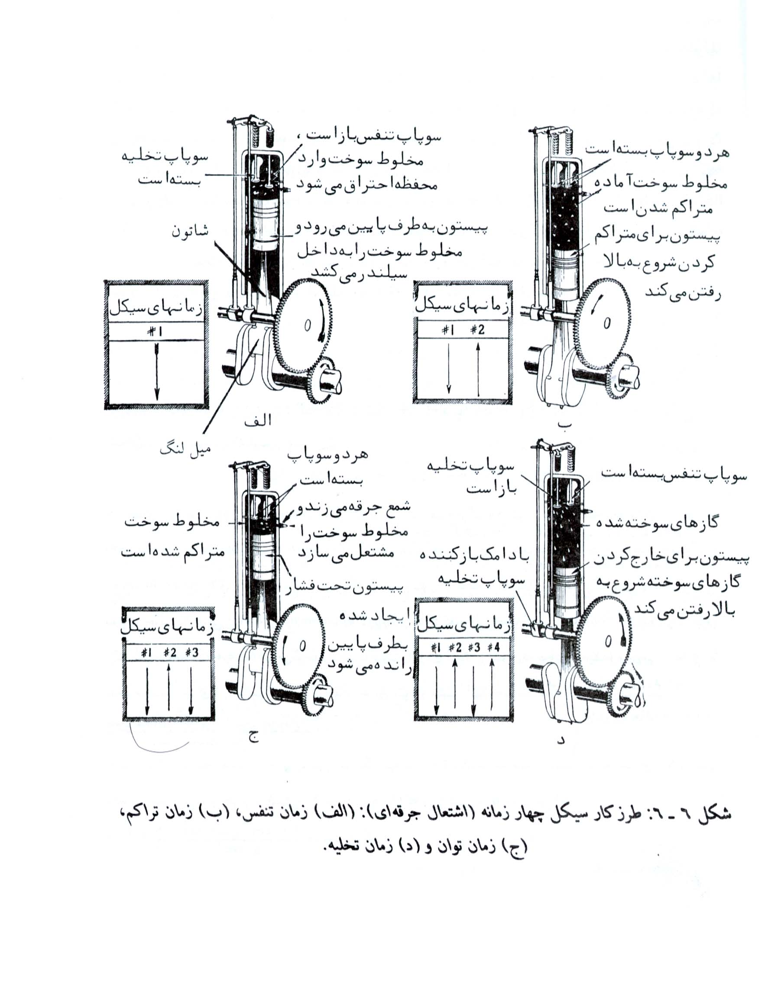 سوپاپ تنفس باز است ،
مخلوط سوخت وارد
محفظه احتراق می شود
سوپاپ تخلیه
بسته است
پیستون به طرف پایین می رود و
مخلوط سوخت را به داخل
سیلندر می کشد
شاتون
زمانهای سیکل
#1
میل لنگ
الف
هر دو سوپاپ بسته است
مخلوط سوخت آماده
متراکم شدن است
پیستون برای متراکم
کردن شروع به بالا
رفتن می کند
زمانهای سیکل
#1 #2
ب
هر دو سوپاپ
بسته است
شمع جرقه می زند و
مخلوط سوخت را
مشتعل می سازد
مخلوط سوخت
متراکم شده است
پیستون تحت فشار
ایجاد شده
بطرف پایین
رانده می شود
زمانهای سیکل
#1 #2 #3
ج
سوپاپ تنفس بسته است
سوپاپ تخلیه
باز است
گازهای سوخته شده
پیستون برای خارج کردن
گازهای سوخته شروع به
بالا رفتن می کند
بادامک باز کننده
سوپاپ تخلیه
زمانهای سیکل
#1 #2 #3 #4
د
شکل ٦ - ٦: طرز کار سیکل چهار زمانه (اشتعال جرقه‌ای): (الف) زمان تنفس، (ب) زمان تراکم،
(ج) زمان توان و (د) زمان تخلیه.